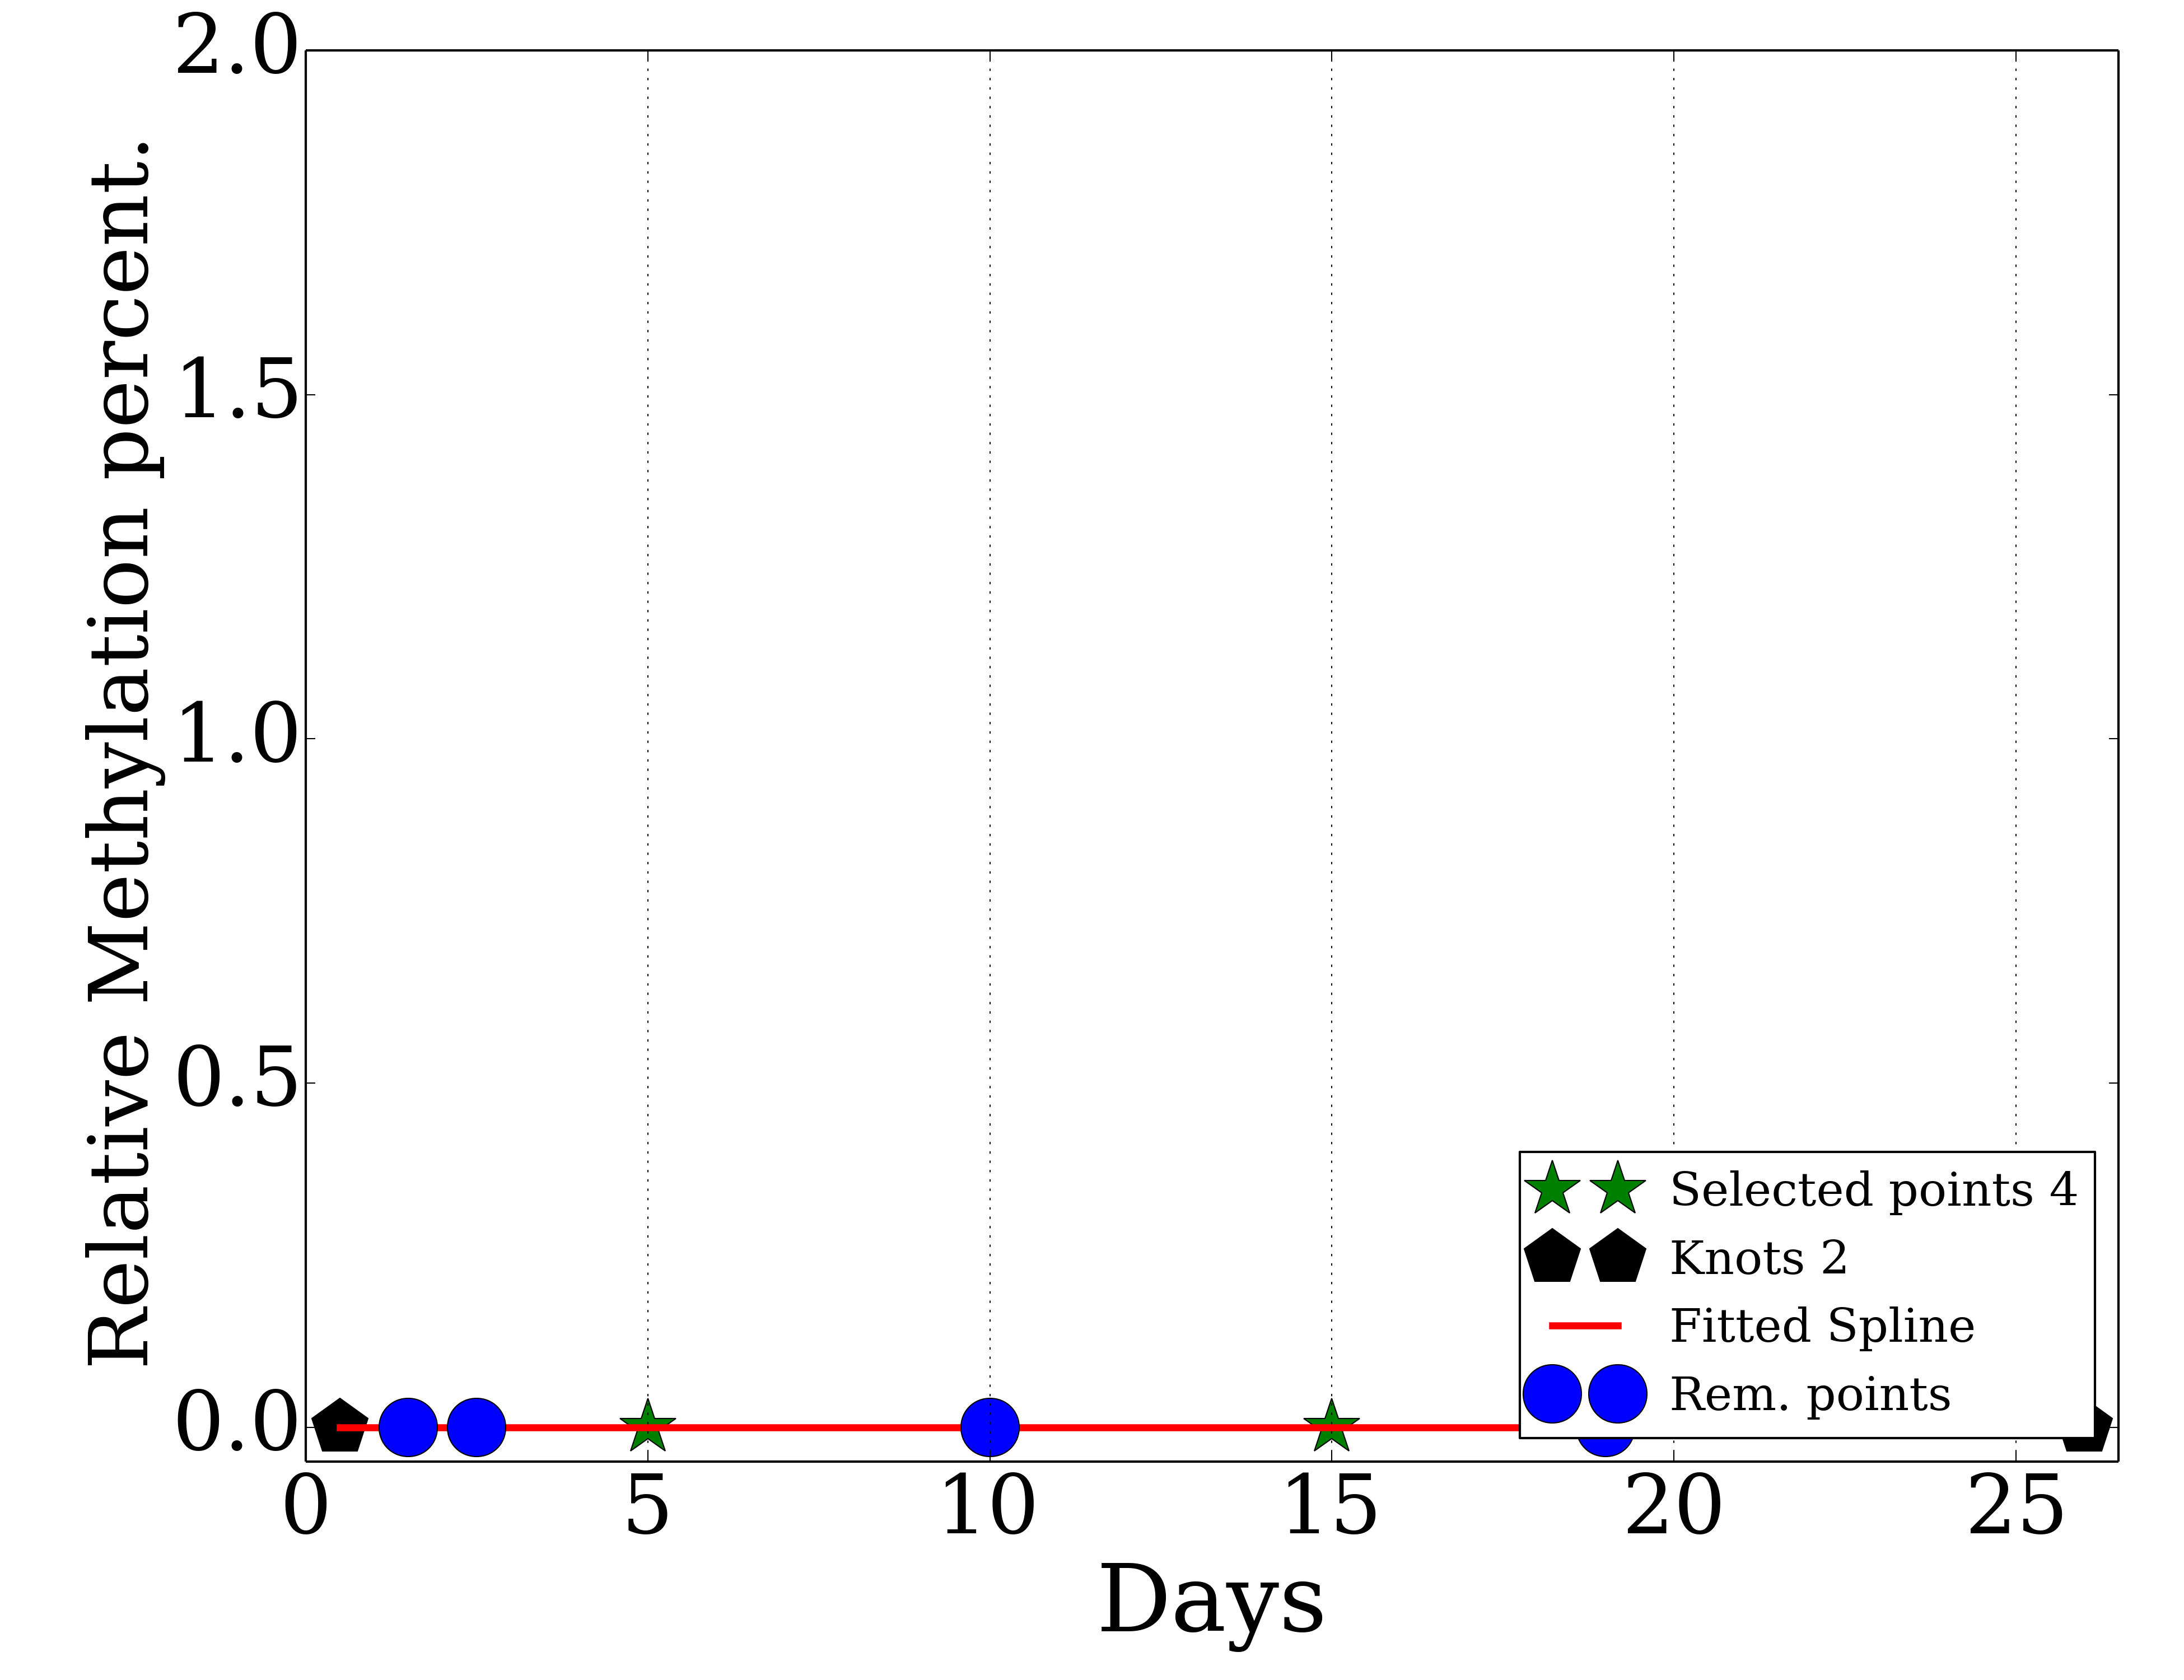 Relative Methylation percent.
2.0
1.5
1.0
0.5
0.0
Selected points 4
Knots 2
Fitted Spline
Rem. points
0 5 10 15 20 25
Days